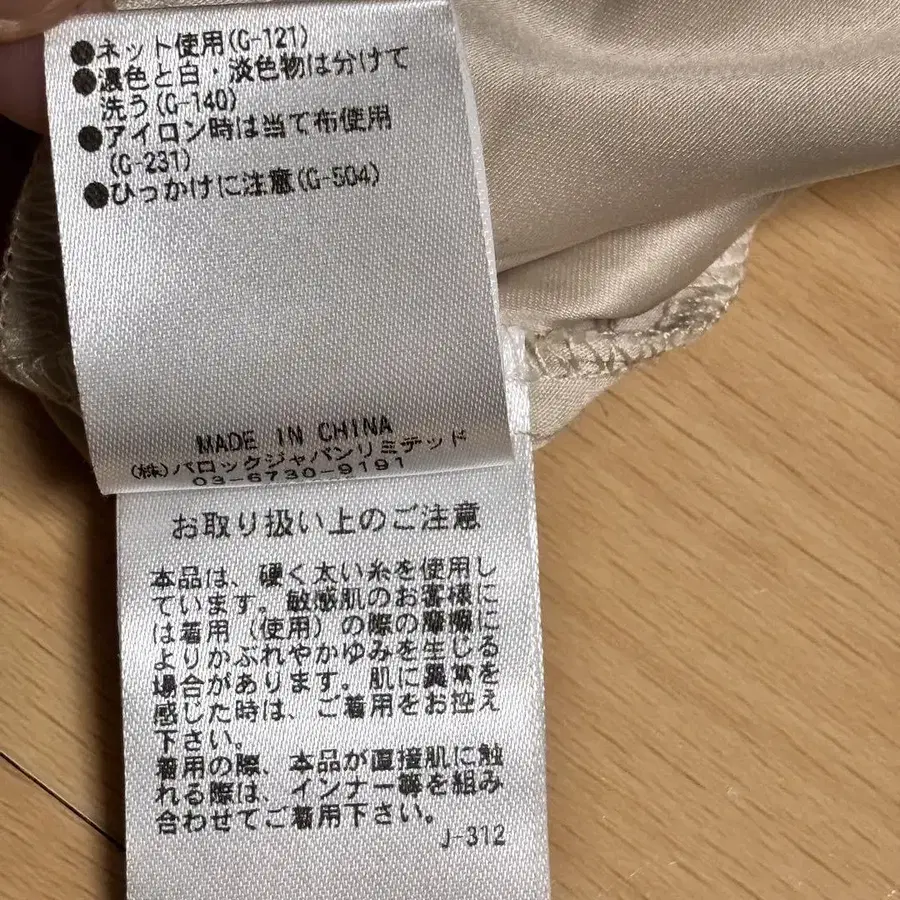 ●ネット使用(G-121)
●濃色と白・淡色物は分けて
洗う(G-140)
●アイロン時は当て布使用
(G-231)
●ひっかけに注意(G-504)
MADE IN CHINA
(株)バロックジャパンリミテッド
03-6730-9191
お取り扱い上のご注意
本品は、硬く太い糸を使用し
ています。敏感肌のお客様に
は着用(使用)の際の摩擦に
よりかぶれやかゆみを生じる
場合があります。肌に異常を
感じた時は、ご着用をお控え
下さい。
着用の際、本品が直接肌に触
れる際は、インナー等を組み
合わせてご着用下さい。
J-312